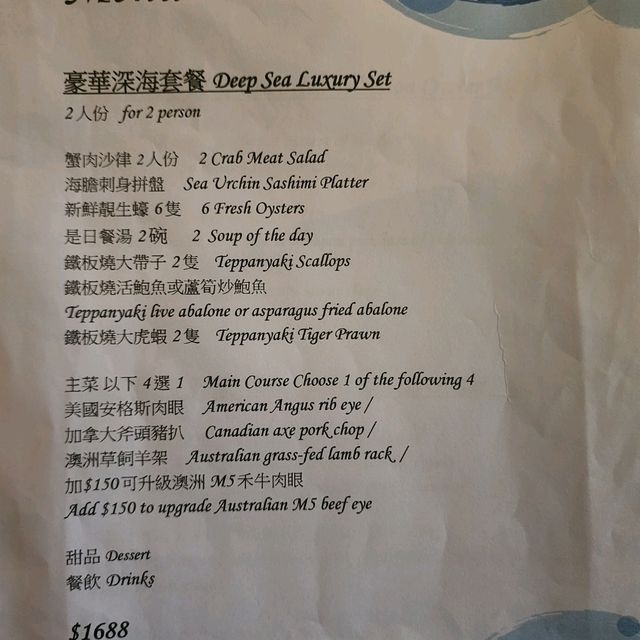 豪華深海套餐 Deep Sea Luxury Set
2人份 for 2 person
蟹肉沙律 2人份 2 Crab Meat Salad
海膽刺身拼盤 Sea Urchin Sashimi Platter
新鮮靚生蠔 6隻 6 Fresh Oysters
是日餐湯 2碗 2 Soup of the day
鐵板燒大帶子 2隻 Teppanyaki Scallops
鐵板燒活鮑魚或蘆筍炒鮑魚
Teppanyaki live abalone or asparagus fried abalone
鐵板燒大虎蝦 2隻 Teppanyaki Tiger Prawn
主菜 以下 4選 1 Main Course Choose 1 of the following 4
美國安格斯肉眼 American Angus rib eye /
加拿大斧頭豬扒 Canadian axe pork chop /
澳洲草飼羊架 Australian grass-fed lamb rack /
加$150可升級澳洲 M5禾牛肉眼
Add $150 to upgrade Australian M5 beef eye
甜品 Dessert
餐飲 Drinks
$1688